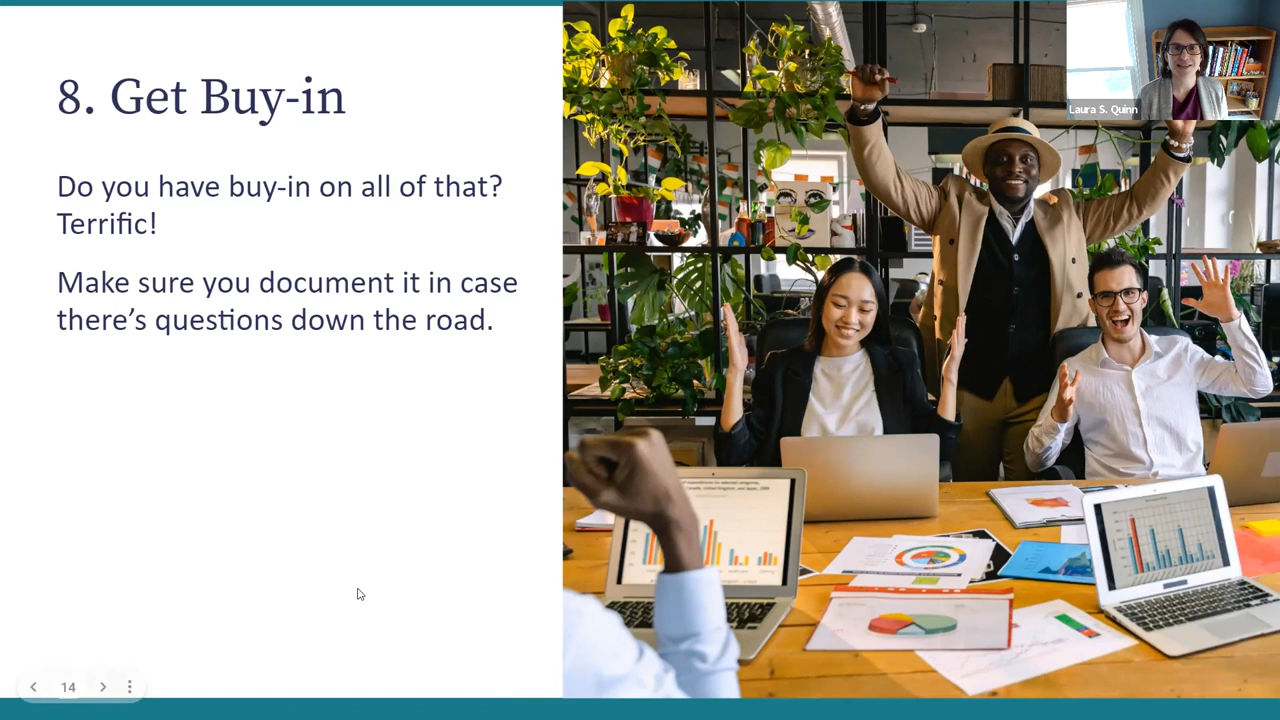 8. Get Buy-in
Do you have buy-in on all of that?
Terrific!
Make sure you document it in case
there's questions down the road.
Laura S. Quinn
14